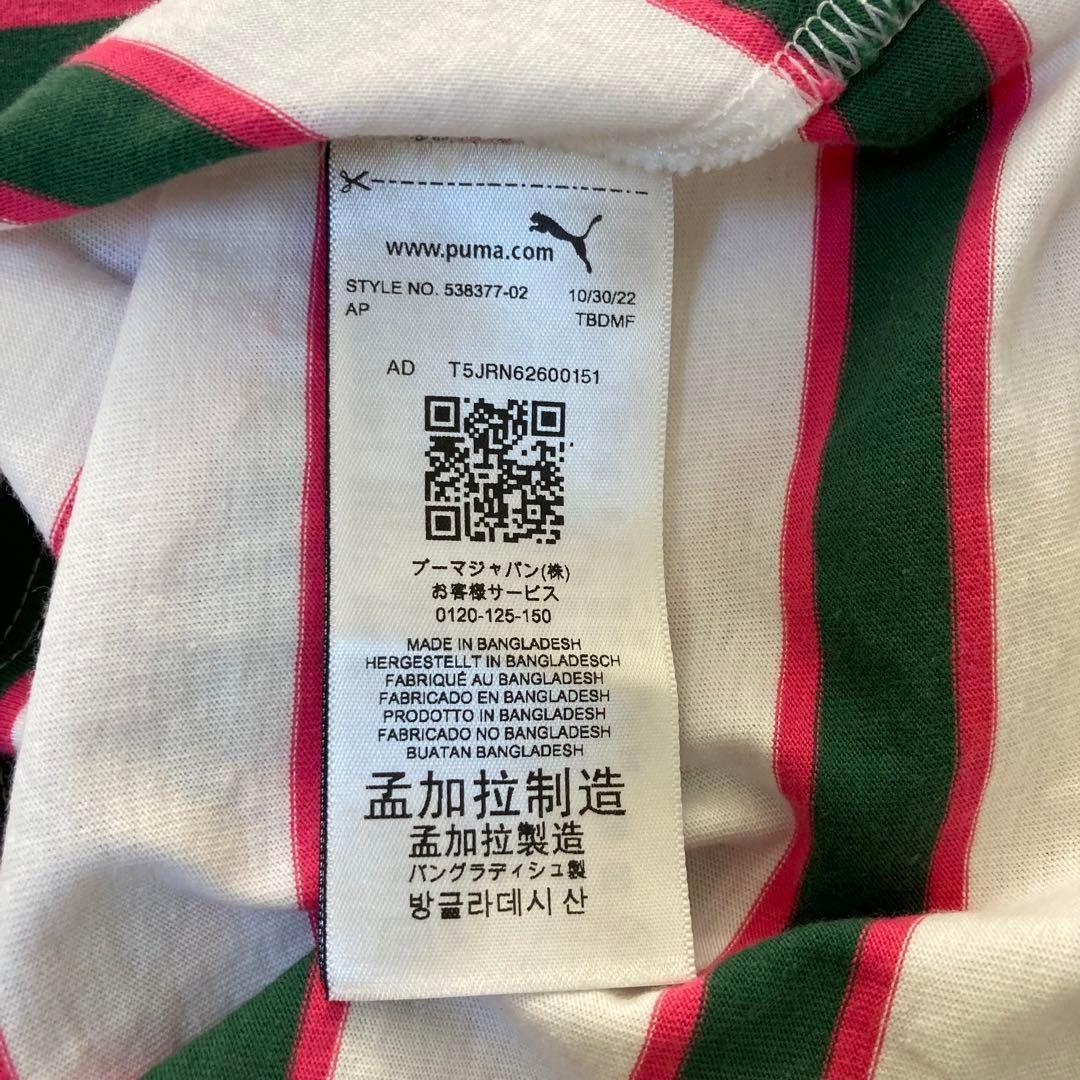 www.puma.com
STYLE NO. 538377-02 10/30/22
AP TBDMF
AD T5JRN62600151
プーマジャパン(株)
お客様サービス
0120-125-150
MADE IN BANGLADESH
HERGESTELLT IN BANGLADESCH
FABRIQUÉ AU BANGLADESH
FABRICADO EN BANGLADESH
PRODOTTO IN BANGLADESH
FABRICADO NO BANGLADESH
BUATAN BANGLADESH
孟加拉制造
孟加拉製造
バングラディシュ製
방글라데시 산